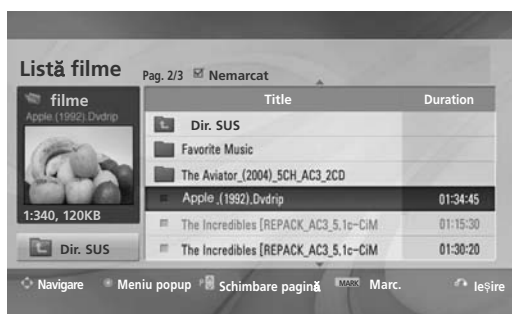 Listă filme Pag. 2/3 Nemarcat
filme
Apple.(1992).Dvdrip
1:340, 120KB
Dir. SUS
Title Duration
Dir. SUS
Favorite Music
The Aviator_(2004)_5CH_AC3_2CD
Apple_(1992).Dvdrip 01:34:45
The Incredibles [REPACK_AC3_5,1c-CiM 01:15:30
The Incredibles [REPACK_AC3_5,1c-CiM 01:30:20
Navigare Meniu popup P Schimbare pagină MARK Marc. Ieșire